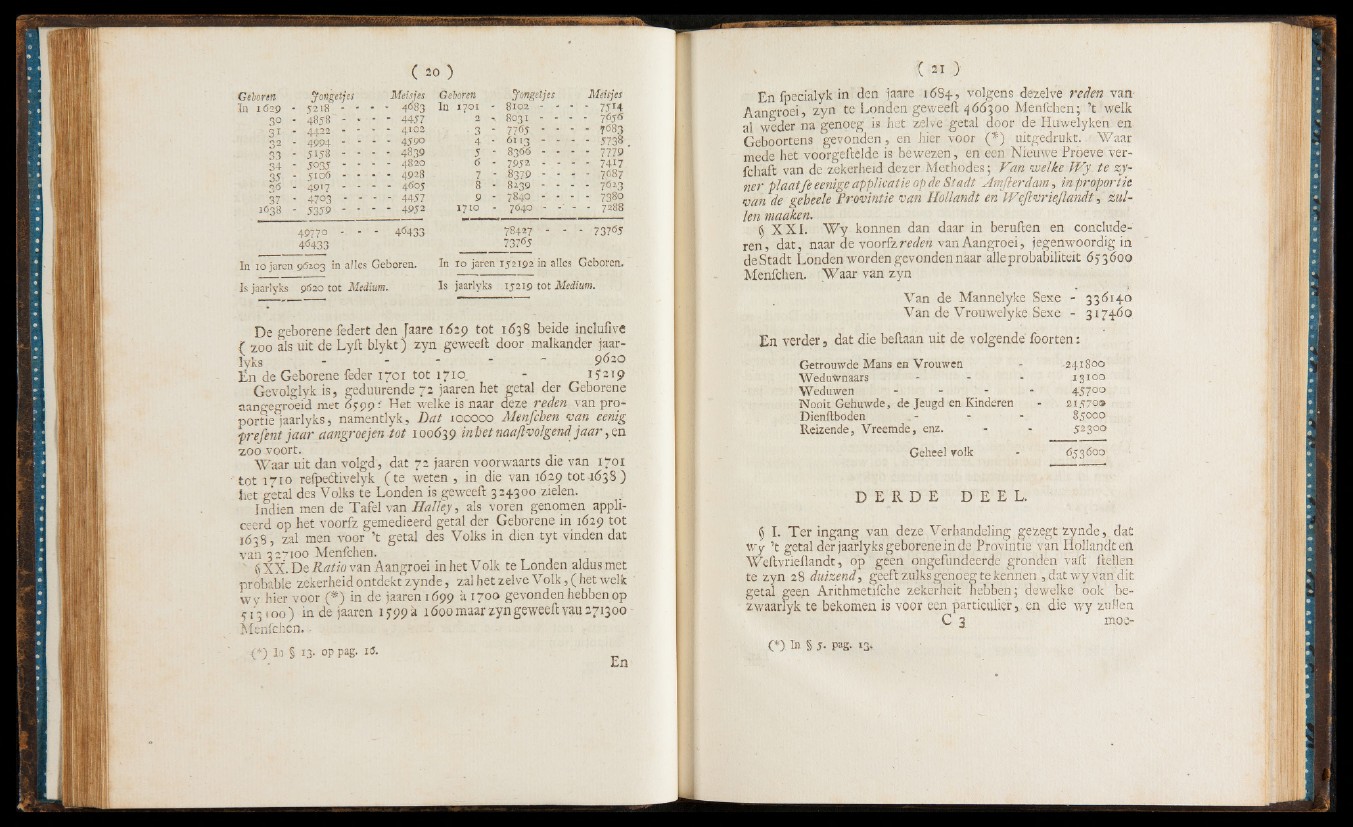 ( 20 )
Geboren Jongetjes Meisjes Geboren Jongetjes Meisjes
In 1629 - 5218 - - - - 4683 In 1701 - 8102 - - - - 7514
30 - 4858 - - - - 4457 2 - 8031 - - - - 7656
31 - 4422 - - - - 4102 3 - 7765 - - - - 7683
32 - 4994 - - - - 4590 4 - 6113 - - - - 5738
33 - 5158 - - - - 4839 5 - 8366 - - - - 7779
34 - 5035 - - - - 4820 6 - 7952 - - - - 7417
35 - 5106 - - - - 4928 7 - 8379 - - - - 7687
36 - 4917 - - - - 4605 8 - 8239 - - - - 7623
37 - 4703 - - - - 4457 9 - 7840 - - - - 7380
1638 - 5359 - - - - 4952 1710 - 7640 - - - - 7288
49770 - - - 46433 78427 - - - 73765
46433 73765
In 10 jaren 96203 in alles Geboren. In 10 jaren 152192 in alles Geboren.
Is jaarlyks 9620 tot Medium. Is jaarlyks 15219 tot Medium.
De geborene ſedert den Jaare 1629 tot 1638 beide incluſive
( zoo als uit de Lyſt blykt ) zyn geweeſt door malkander jaar-
lyks - - - - - 9620
En de Geborene ſeder 1701 tot 1710. - 15219
Gevolglyk is, geduurende 72 jaaren het getal der Geborene
aangegroeid met 6599: Het welke is naar deze reden van pro-
portie jaarlyks, namentlyk, Dat 100000 Menſchen van eenig
preſent jaar aangroejen tot 100639 in het naaſtvolgend jaar, en
zoo voort.
Waar uit dan volgd, dat 72 jaaren voorwaarts die van 1701
tot 1710 reſpectivelyk ( te weten , in die van 1629 tot 1638 )
het getal des Volks te Londen is geweeſt 324300 zielen.
Indien men de Tafel van Halley, als voren genomen appli-
ceerd op het voorſz gemedieerd getal der Geborene in 1629 tot
1638, zal men voor 't getal des Volks in dien tyt vinden dat
van 327100 Menſchen.
§ XX. De Ratio van Aangroei in het Volk te Londen aldus met
probable zekerheid ontdekt zynde, zal het zelve Volk, ( het welk
wy hier voor (*) in de jaaren 1699 à 1700 gevonden hebben op
513100) in de jaaren 1599 à 1600 maar zyn geweeſt van 271300
Menſchen.
(*) In § 13. op pag. 16.
En
( 21 )
En ſpecialyk in den jaare 1684, volgens dezelve reden van
Aangroei, zyn te Londen geweeſt 466300 Menſchen; 't welk
al weder na genoeg is het zelve getal door de Huwelyken en
Geboortens gevonden, en hier voor (*) uitgedrukt. Waar
mede het voorgeſtelde is bewezen, en een Nieuwe Proeve ver-
ſchaft van de zekerheid dezer Methodes; Van welke Wy te zy-
ner plaatſe eenige applicatie op de Stadt Amſterdam, in proportie
van de geheele Provintie van Hollandt en Weſtvrieſlandt, zul-
len maaken.
§ XXI. Wy konnen dan daar in beruſten en conclude-
ren, dat, naar de voorſz reden van Aangroei, jegenwoordig in
de Stadt Londen worden gevonden naar alle probabiliteit 653600
Menſchen. Waar van zyn
Van de Mannelyke Sexe - 336140
Van de Vrouwelyke Sexe - 317460
En verder, dat die beſtaan uit de volgende ſoorten:
Getrouwde Mans en Vrouwen - 241800
Weduwnaars - - - 13100
Weduwen - - - - 45700
Nooit Gehuwde, de Jeugd en Kinderen - 215700
Dienſtboden - - - 85000
Reizende, Vreemde, enz. - - 52300
Geheel volk - 653600
DERDE DEEL.
§ I. Ter ingang van deze Verhandeling gezegt zynde, dat
wy 't getal der jaarlyks geborene in de Provintie van Hollandt en
Weſtvrieſlandt, op geen ongefundeerde gronden vaſt ſtellen
te zyn 28 duizend, geeft zulks genoeg te kennen , dat wy van dit
getal geen Arithmetiſche zekerheit hebben; dewelke ook be-
zwaarlyk te bekomen is voor een particulier, en die wy zullen
C 3 moe-
(*) In § 5. pag. 13.